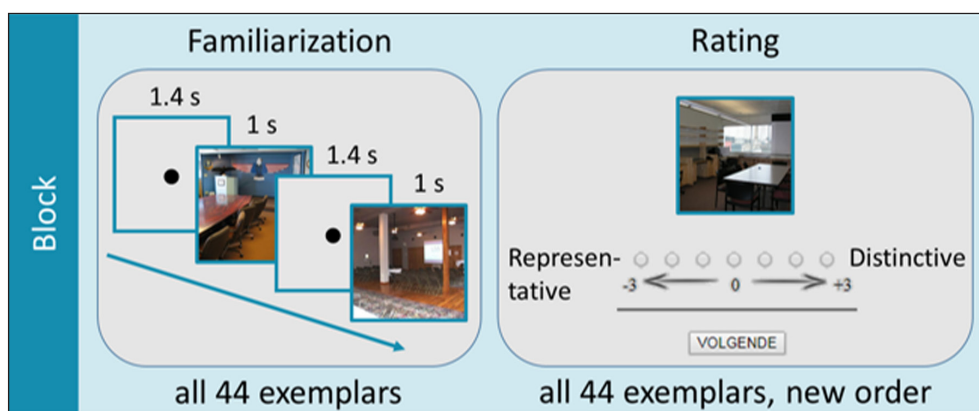 Block
Familiarization
1.4 s
1 s
1.4 s
1 s
all 44 exemplars
Rating
Represen-
tative
Distinctive
-3
0
+3
VOLGENDE
all 44 exemplars, new order